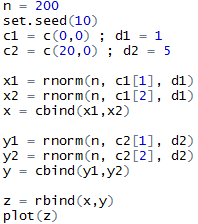 n = 200
set.seed(10)
c1 = c(0,0) ; d1 = 1
c2 = c(20,0) ; d2 = 5
x1 = rnorm(n, c1[1], d1)
x2 = rnorm(n, c1[2], d1)
x = cbind(x1,x2)
y1 = rnorm(n, c2[1], d2)
y2 = rnorm(n, c2[2], d2)
y = cbind(y1,y2)
z = rbind(x,y)
plot(z)